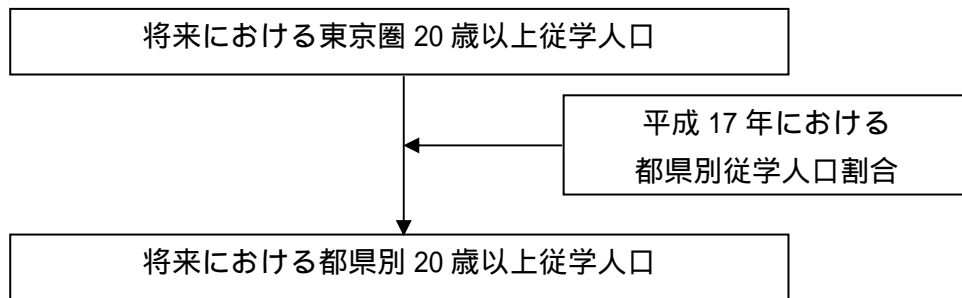 将来における東京圏 20 歳以上従学人口
平成 17 年における
都県別従学人口割合
将来における都県別 20 歳以上従学人口